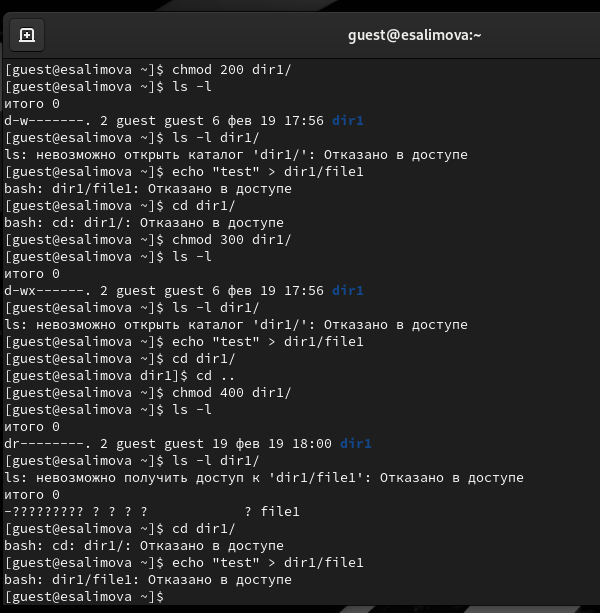 guest@esalimova:~
[guest@esalimova ~]$ chmod 200 dir1/
[guest@esalimova ~]$ ls -l
итого 0
d-w-------. 2 guest guest 6 фев 19 17:56 dir1
[guest@esalimova ~]$ ls -l dir1/
ls: невозможно открыть каталог 'dir1/': Отказано в доступе
[guest@esalimova ~]$ echo "test" > dir1/file1
bash: dir1/file1: Отказано в доступе
[guest@esalimova ~]$ cd dir1/
bash: cd: dir1/: Отказано в доступе
[guest@esalimova ~]$ chmod 300 dir1/
[guest@esalimova ~]$ ls -l
итого 0
d-wx------. 2 guest guest 6 фев 19 17:56 dir1
[guest@esalimova ~]$ ls -l dir1/
ls: невозможно открыть каталог 'dir1/': Отказано в доступе
[guest@esalimova ~]$ echo "test" > dir1/file1
[guest@esalimova ~]$ cd dir1/
[guest@esalimova dir1]$ cd ..
[guest@esalimova ~]$ chmod 400 dir1/
[guest@esalimova ~]$ ls -l
итого 0
dr--------. 2 guest guest 19 фев 19 18:00 dir1
[guest@esalimova ~]$ ls -l dir1/
ls: невозможно получить доступ к 'dir1/file1': Отказано в доступе
итого 0
-????????? ? ? ? ?            ? file1
[guest@esalimova ~]$ cd dir1/
bash: cd: dir1/: Отказано в доступе
[guest@esalimova ~]$ echo "test" > dir1/file1
bash: dir1/file1: Отказано в доступе
[guest@esalimova ~]$